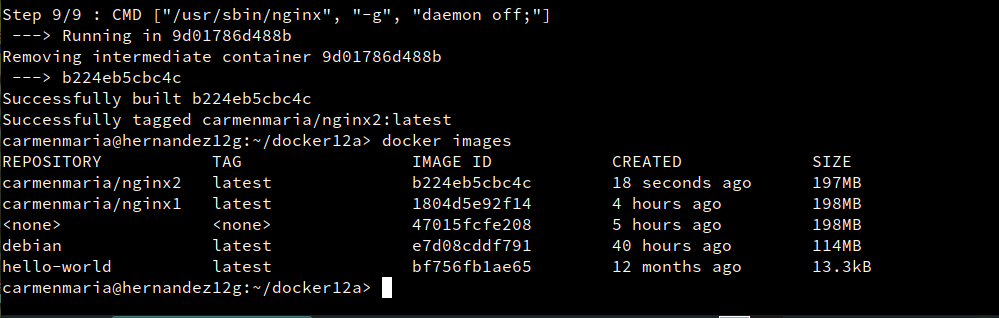 Step 9/9 : CMD ["/usr/sbin/nginx", "-g", "daemon off;"]
 ---> Running in 9d01786d488b
Removing intermediate container 9d01786d488b
 ---> b224eb5cbc4c
Successfully built b224eb5cbc4c
Successfully tagged carmenmaria/nginx2:latest
carmenmaria@hernandez12g:~/docker12a> docker images
REPOSITORY           TAG                 IMAGE ID            CREATED             SIZE
carmenmaria/nginx2   latest              b224eb5cbc4c        18 seconds ago      197MB
carmenmaria/nginx1   latest              1804d5e92f14        4 hours ago         198MB
<none>               <none>              47015fcfe208        5 hours ago         198MB
debian               latest              e7d08cddf791        40 hours ago        114MB
hello-world          latest              bf756fb1ae65        12 months ago       13.3kB
carmenmaria@hernandez12g:~/docker12a>